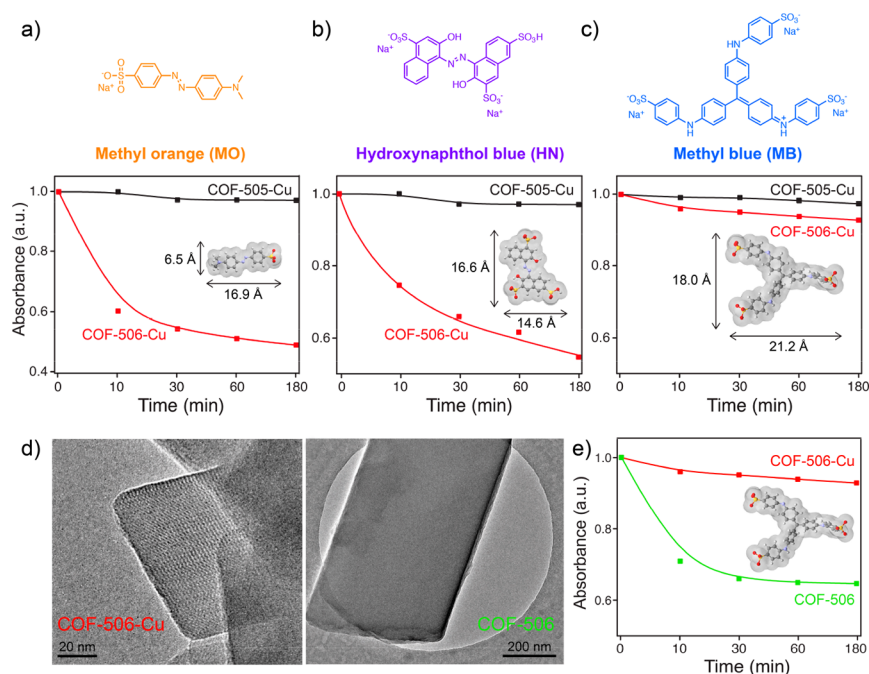 a)
b)
c)
⁻O
S
O
O
Na⁺
N
N
N
SO₃⁻
Na⁺
OH
N
N
HO
SO₃H
SO₃⁻
Na⁺
SO₃⁻
Na⁺
HN
⁻O₃S
Na⁺
N
H
N⁺
H
SO₃⁻
Na⁺
Methyl orange (MO)
Hydroxynaphthol blue (HN)
Methyl blue (MB)
Absorbance (a.u.)
1.0
0.8
0.6
0.4
COF-505-Cu
6.5 Å
16.9 Å
COF-506-Cu
0 10 30 60 180
Time (min)
1.0
0.8
0.6
COF-505-Cu
16.6 Å
14.6 Å
COF-506-Cu
0 10 30 60 180
Time (min)
1.0
0.8
0.6
COF-505-Cu
COF-506-Cu
18.0 Å
21.2 Å
0 10 30 60 180
Time (min)
d)
COF-506-Cu
20 nm
COF-506
200 nm
e)
Absorbance (a.u.)
1.0
0.8
0.6
COF-506-Cu
COF-506
0 10 30 60 180
Time (min)